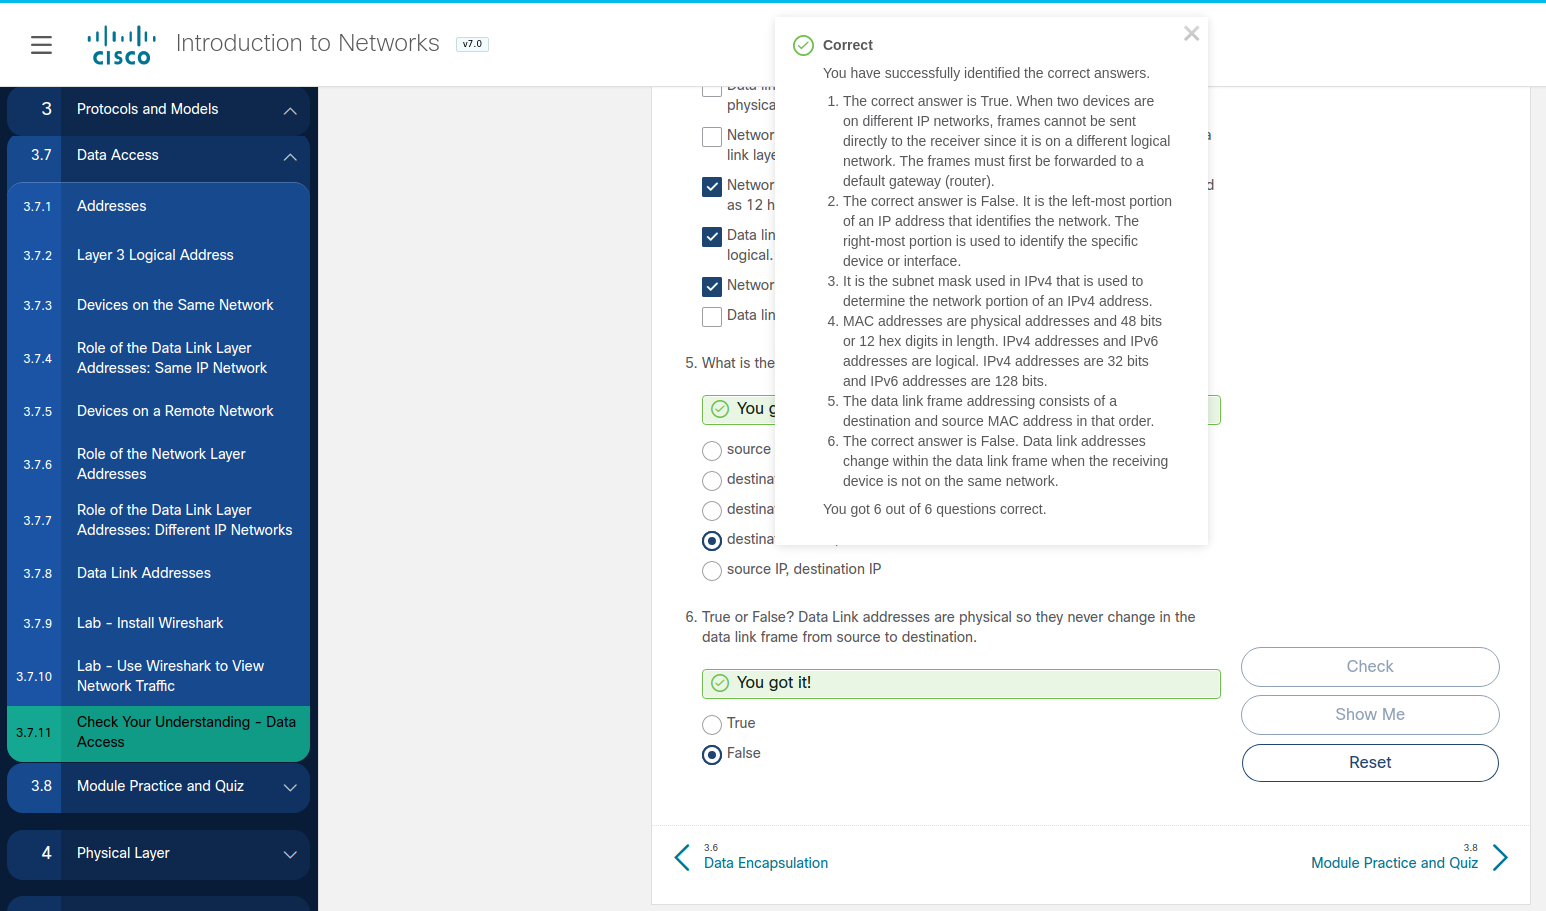 CISCO
Introduction to Networks
v7.0
3
Protocols and Models
3.7
Data Access
3.7.1
Addresses
3.7.2
Layer 3 Logical Address
3.7.3
Devices on the Same Network
3.7.4
Role of the Data Link Layer
Addresses: Same IP Network
3.7.5
Devices on a Remote Network
3.7.6
Role of the Network Layer
Addresses
3.7.7
Role of the Data Link Layer
Addresses: Different IP Networks
3.7.8
Data Link Addresses
3.7.9
Lab - Install Wireshark
3.7.10
Lab - Use Wireshark to View
Network Traffic
3.7.11
Check Your Understanding - Data
Access
3.8
Module Practice and Quiz
4
Physical Layer
Correct
You have successfully identified the correct answers.
1. The correct answer is True. When two devices are
on different IP networks, frames cannot be sent
directly to the receiver since it is on a different logical
network. The frames must first be forwarded to a
default gateway (router).
2. The correct answer is False. It is the left-most portion
of an IP address that identifies the network. The
right-most portion is used to identify the specific
device or interface.
3. It is the subnet mask used in IPv4 that is used to
determine the network portion of an IPv4 address.
4. MAC addresses are physical addresses and 48 bits
or 12 hex digits in length. IPv4 addresses and IPv6
addresses are logical. IPv4 addresses are 32 bits
and IPv6 addresses are 128 bits.
5. The data link frame addressing consists of a
destination and source MAC address in that order.
6. The correct answer is False. Data link addresses
change within the data link frame when the receiving
device is not on the same network.
You got 6 out of 6 questions correct.
physica
Networ
link laye
Networ
as 12 h
Data lin
logical.
Networ
Data lin
5. What is the
You g
source
destina
destina
destina
source IP, destination IP
6. True or False? Data Link addresses are physical so they never change in the
data link frame from source to destination.
You got it!
True
False
Check
Show Me
Reset
3.6
Data Encapsulation
3.8
Module Practice and Quiz